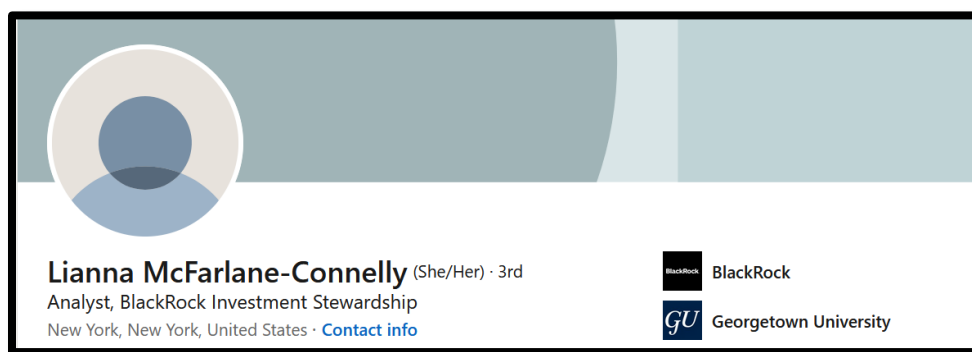 Lianna McFarlane-Connelly (She/Her) · 3rd
Analyst, BlackRock Investment Stewardship
New York, New York, United States · Contact info
BlackRock BlackRock
GU Georgetown University